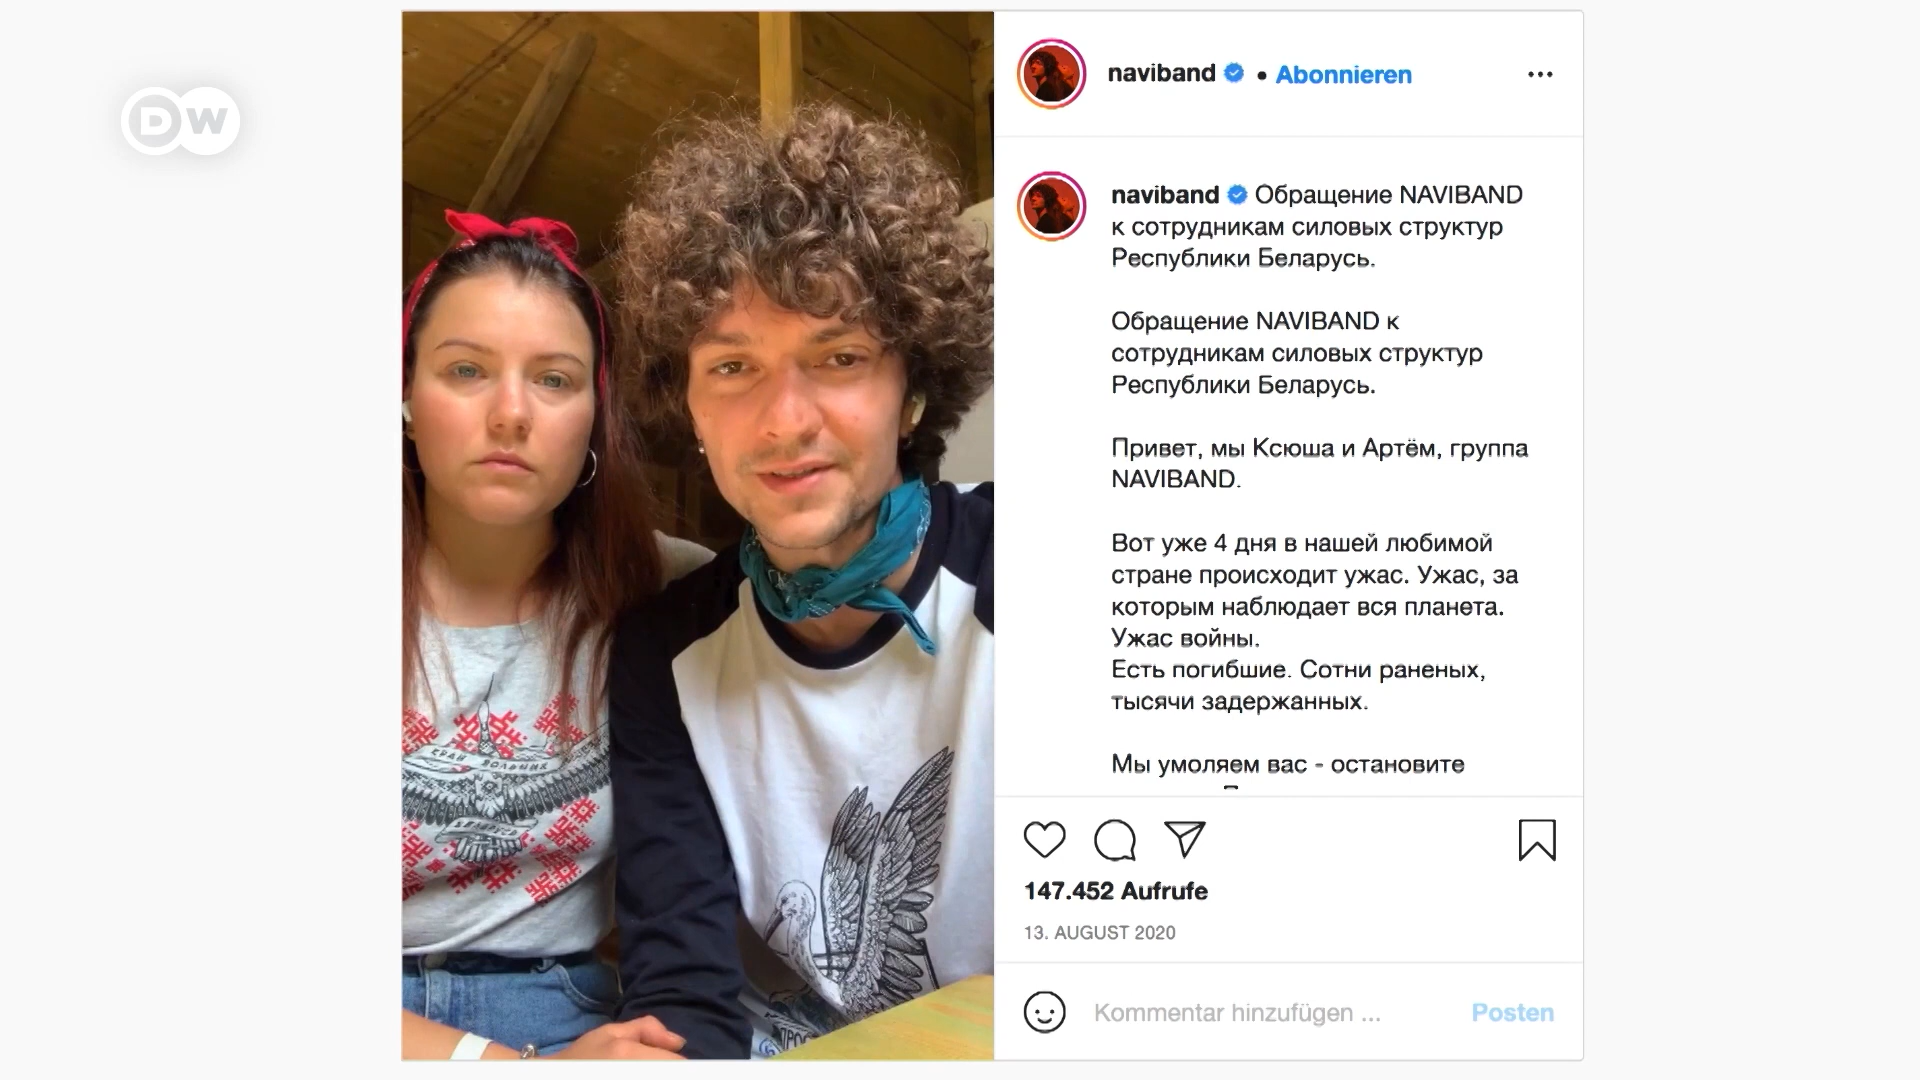 DW
naviband • Abonnieren
naviband Обращение NAVIBAND
к сотрудникам силовых структур
Республики Беларусь.
Обращение NAVIBAND к
сотрудникам силовых структур
Республики Беларусь.
Привет, мы Ксюша и Артём, группа
NAVIBAND.
Вот уже 4 дня в нашей любимой
стране происходит ужас. Ужас, за
которым наблюдает вся планета.
Ужас войны.
Есть погибшие. Сотни раненых,
тысячи задержанных.
Мы умоляем вас - остановите
147.452 Aufrufe
13. AUGUST 2020
Kommentar hinzufügen ...
Posten